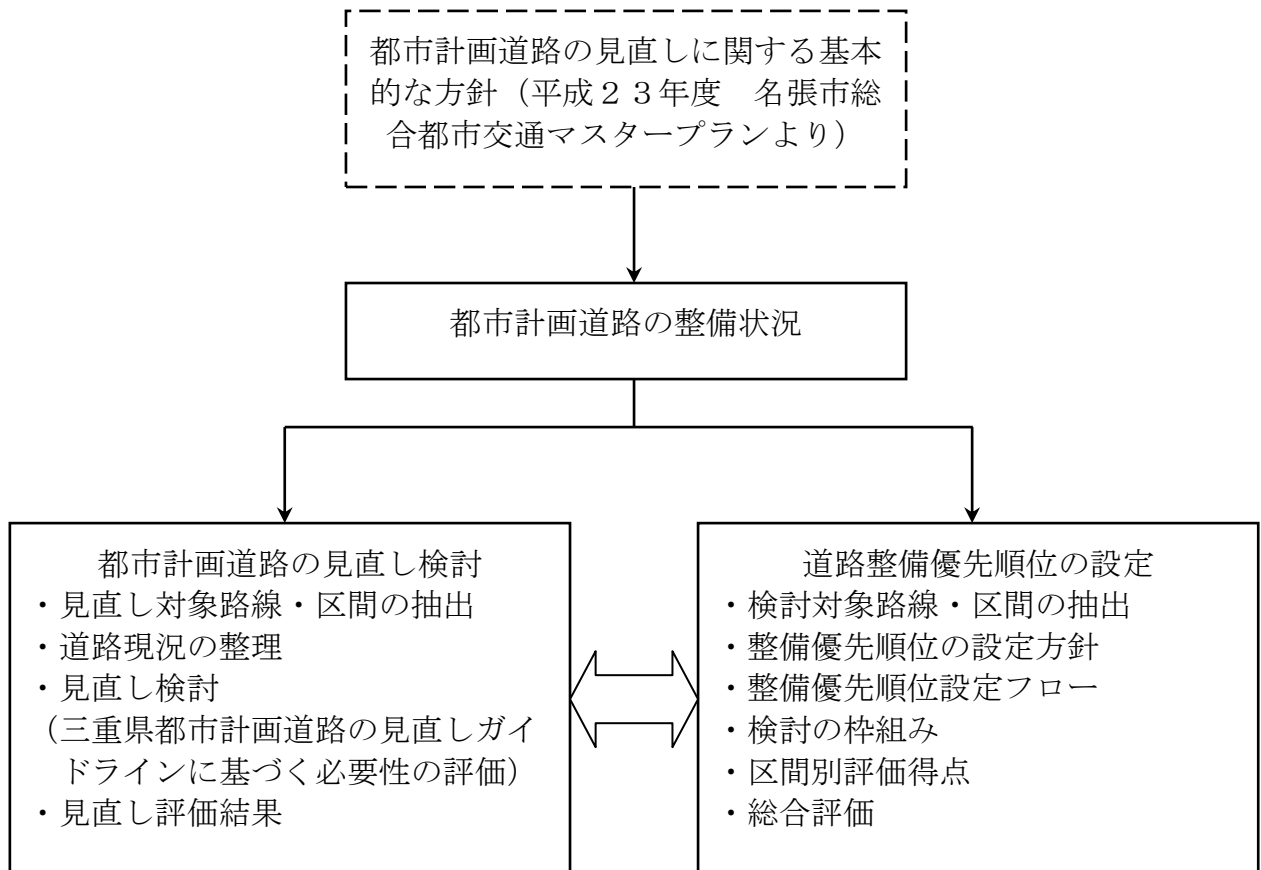 都市計画道路の見直しに関する基本
的な方針（平成２３年度　名張市総
合都市交通マスタープランより）
都市計画道路の整備状況
都市計画道路の見直し検討
・見直し対象路線・区間の抽出
・道路現況の整理
・見直し検討
（三重県都市計画道路の見直しガイ
ドラインに基づく必要性の評価）
・見直し評価結果
道路整備優先順位の設定
・検討対象路線・区間の抽出
・整備優先順位の設定方針
・整備優先順位設定フロー
・検討の枠組み
・区間別評価得点
・総合評価